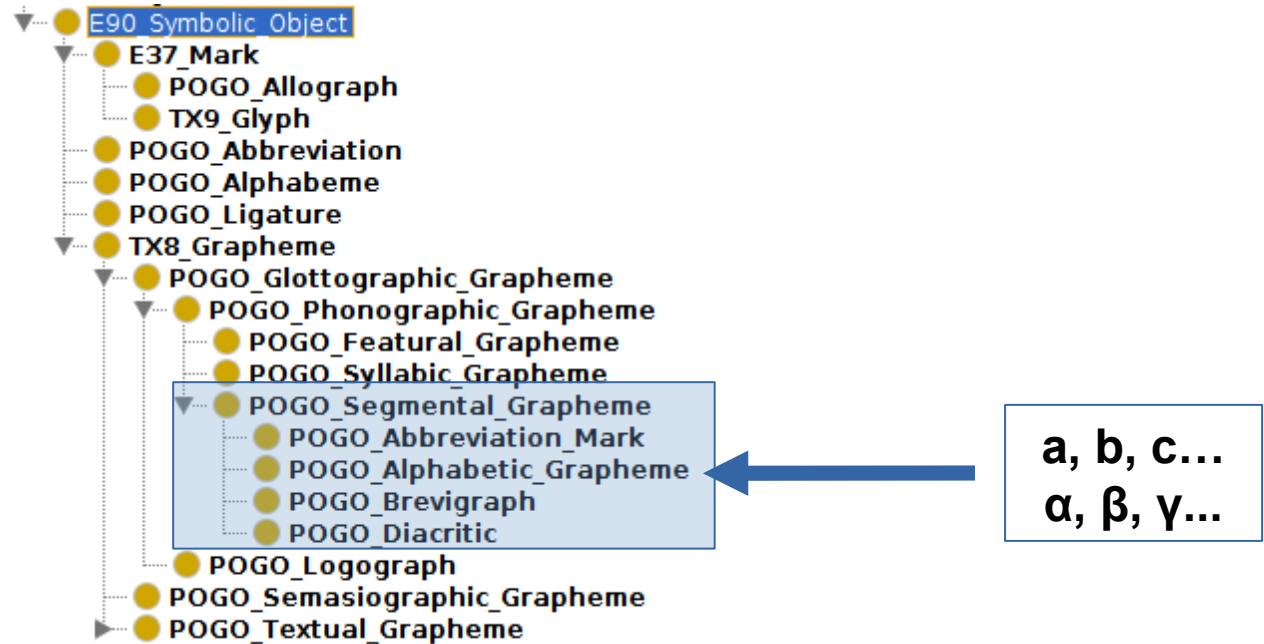 E90_Symbolic_Object
E37_Mark
POGO_Allograph
TX9_Glyph
POGO_Abbreviation
POGO_Alphabeme
POGO_Ligature
TX8_Grapheme
POGO_Glottographic_Grapheme
POGO_Phonographic_Grapheme
POGO_Featural_Grapheme
POGO_Syllabic_Grapheme
POGO_Segmental_Grapheme
POGO_Abbreviation_Mark
POGO_Alphabetic_Grapheme
POGO_Brevigraph
POGO_Diacritic
POGO_Logograph
POGO_Semasiographic_Grapheme
POGO_Textual_Grapheme
a, b, c...
α, β, γ...